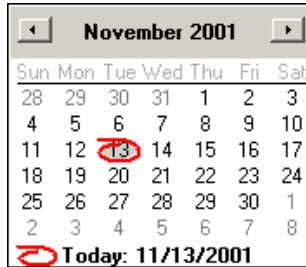 November 2001
Sun Mon Tue Wed Thu Fri Sat
28 29 30 31 1 2 3
4 5 6 7 8 9 10
11 12 13 14 15 16 17
18 19 20 21 22 23 24
25 26 27 28 29 30 1
2 3 4 5 6 7 8
Today: 11/13/2001